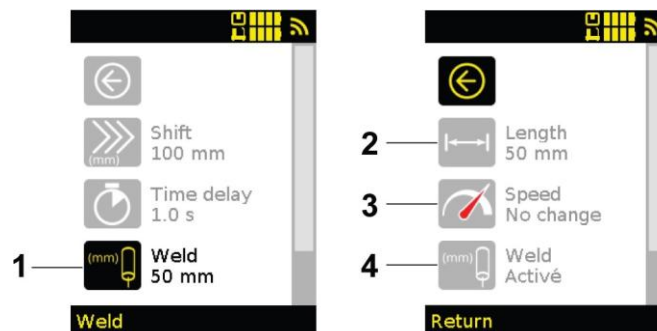 (mm)
Shift
100 mm
Time delay
1.0 s
1
(mm)
Weld
50 mm
Weld
2
Length
50 mm
3
Speed
No change
4
(mm)
Weld
Activé
Return